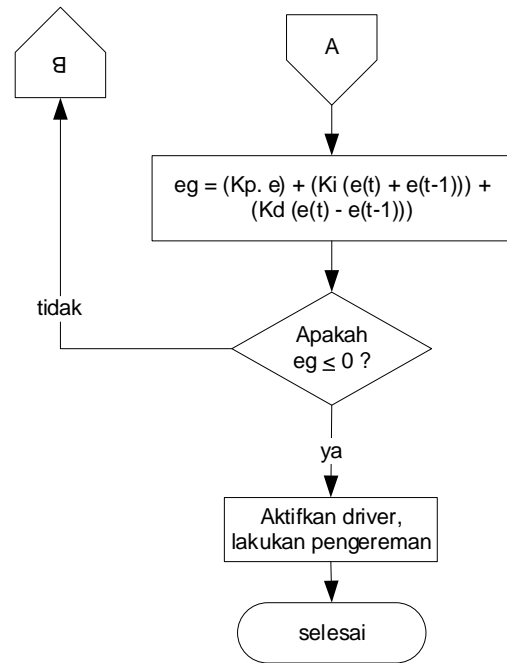 B
A
eg = (Kp. e) + (Ki (e(t) + e(t-1))) +
(Kd (e(t) - e(t-1)))
tidak
Apakah
eg ≤ 0 ?
ya
Aktifkan driver,
lakukan pengereman
selesai